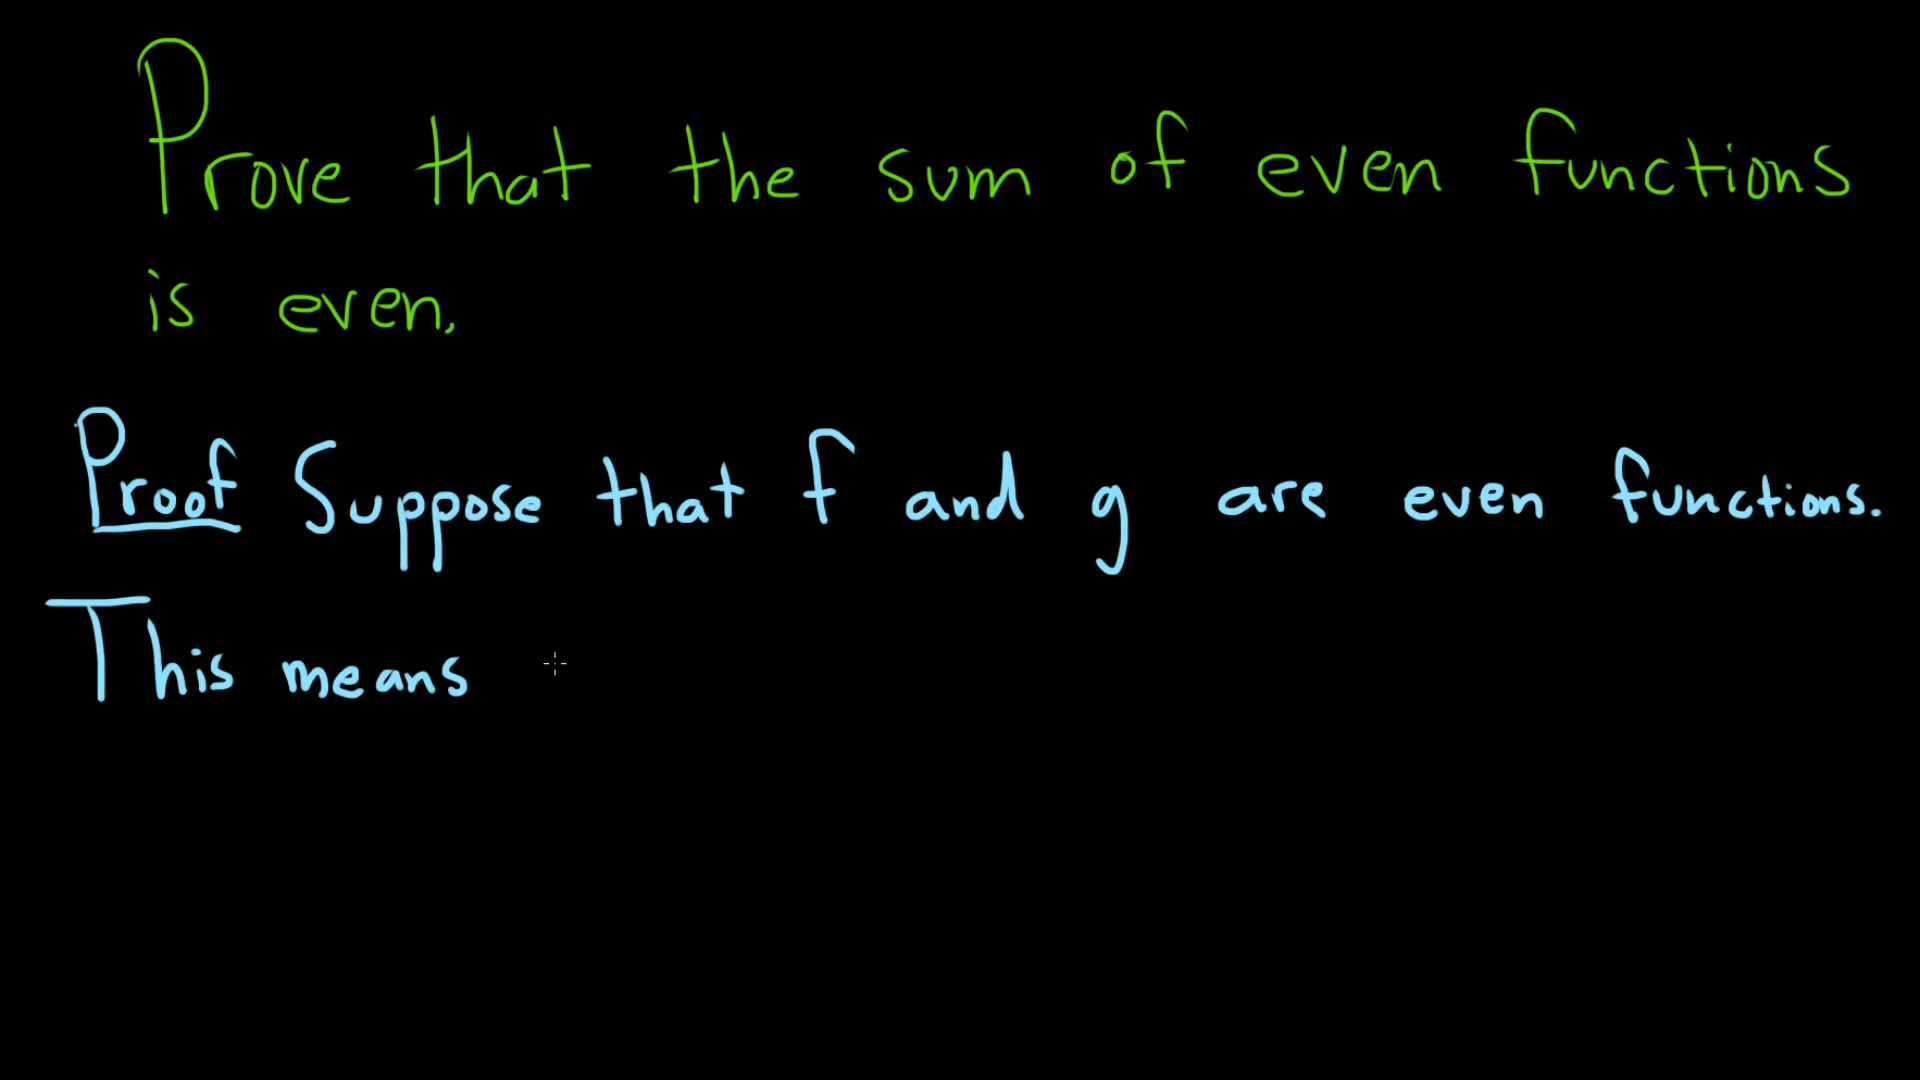 Prove that the sum of even functions
is even.
Proof Suppose that f and g are even functions.
This means